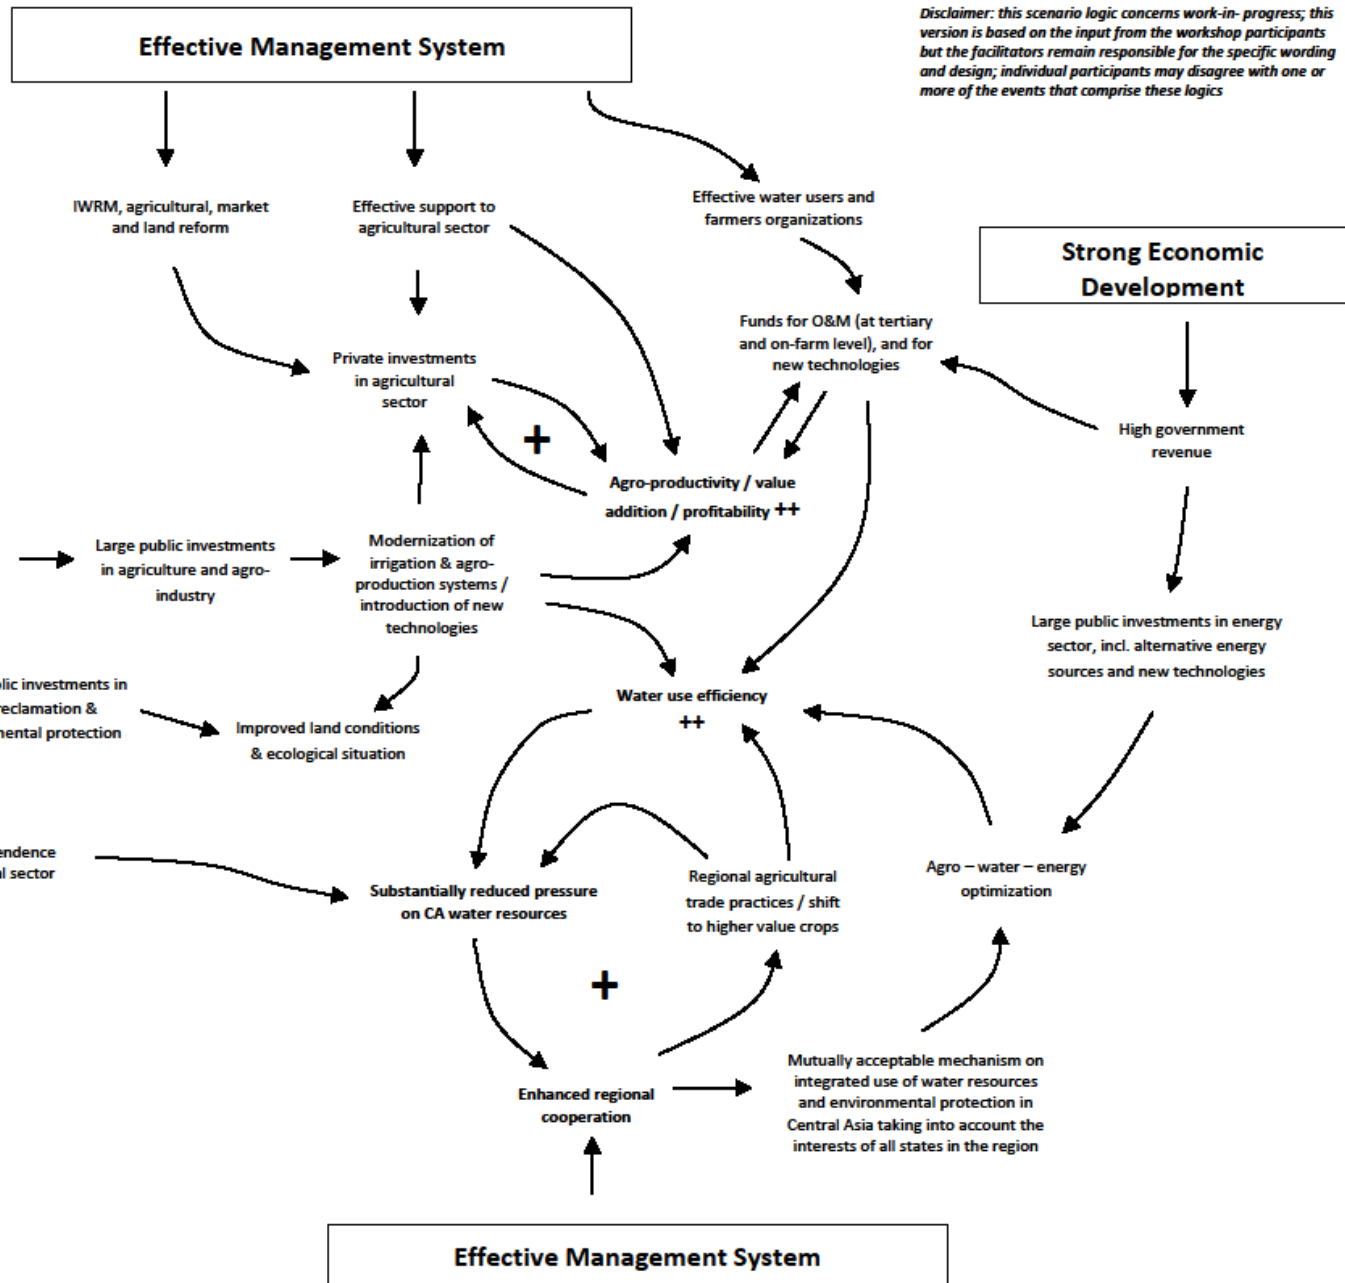 Disclaimer: this scenario logic concerns work-in- progress; this
version is based on the input from the workshop participants
but the facilitators remain responsible for the specific wording
and design; individual participants may disagree with one or
more of the events that comprise these logics
Effective Management System
IWRM, agricultural, market
and land reform
Effective support to
agricultural sector
Effective water users and
farmers organizations
Strong Economic
Development
Funds for O&M (at tertiary
and on-farm level), and for
new technologies
Private investments
in agricultural
sector
+
High government
revenue
Agro-productivity / value
addition / profitability ++
Large public investments
in agriculture and agro-
industry
Modernization of
irrigation & agro-
production systems /
introduction of new
technologies
Large public investments in energy
sector, incl. alternative energy
sources and new technologies
lic investments in
reclamation &
mental protection
Improved land conditions
& ecological situation
Water use efficiency
++
endence
al sector
Substantially reduced pressure
on CA water resources
Regional agricultural
trade practices / shift
to higher value crops
Agro – water – energy
optimization
+
Enhanced regional
cooperation
Mutually acceptable mechanism on
integrated use of water resources
and environmental protection in
Central Asia taking into account the
interests of all states in the region
Effective Management System